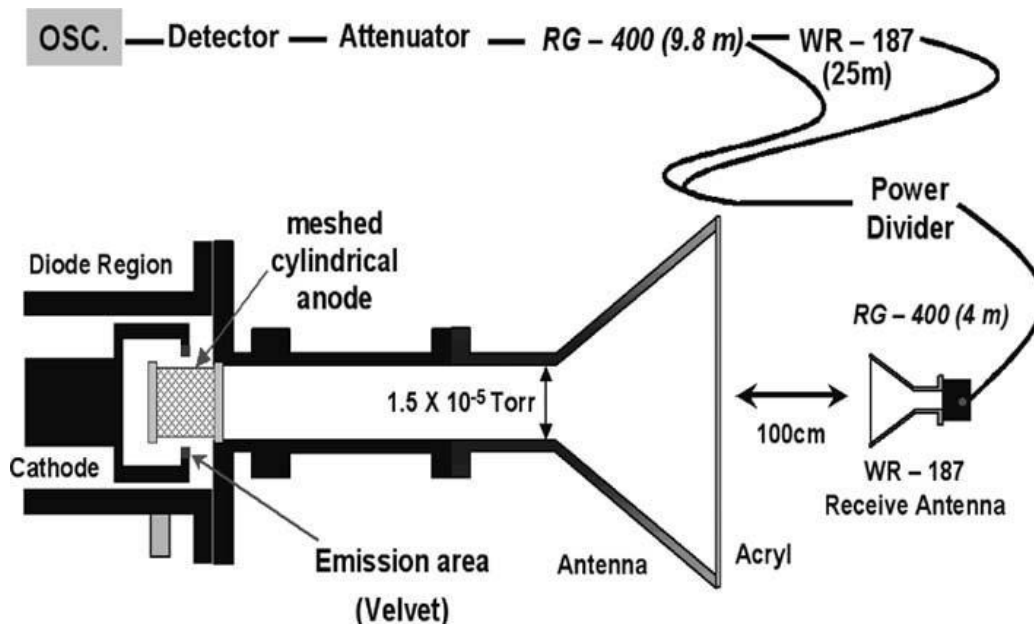 OSC. – Detector – Attenuator – RG – 400 (9.8 m) – WR – 187
(25m)
Power
Divider
meshed
cylindrical
anode
Diode Region
RG – 400 (4 m)
1.5 X 10⁻⁵ Torr
100cm
Cathode
WR – 187
Receive Antenna
Emission area
(Velvet)
Antenna
Acryl